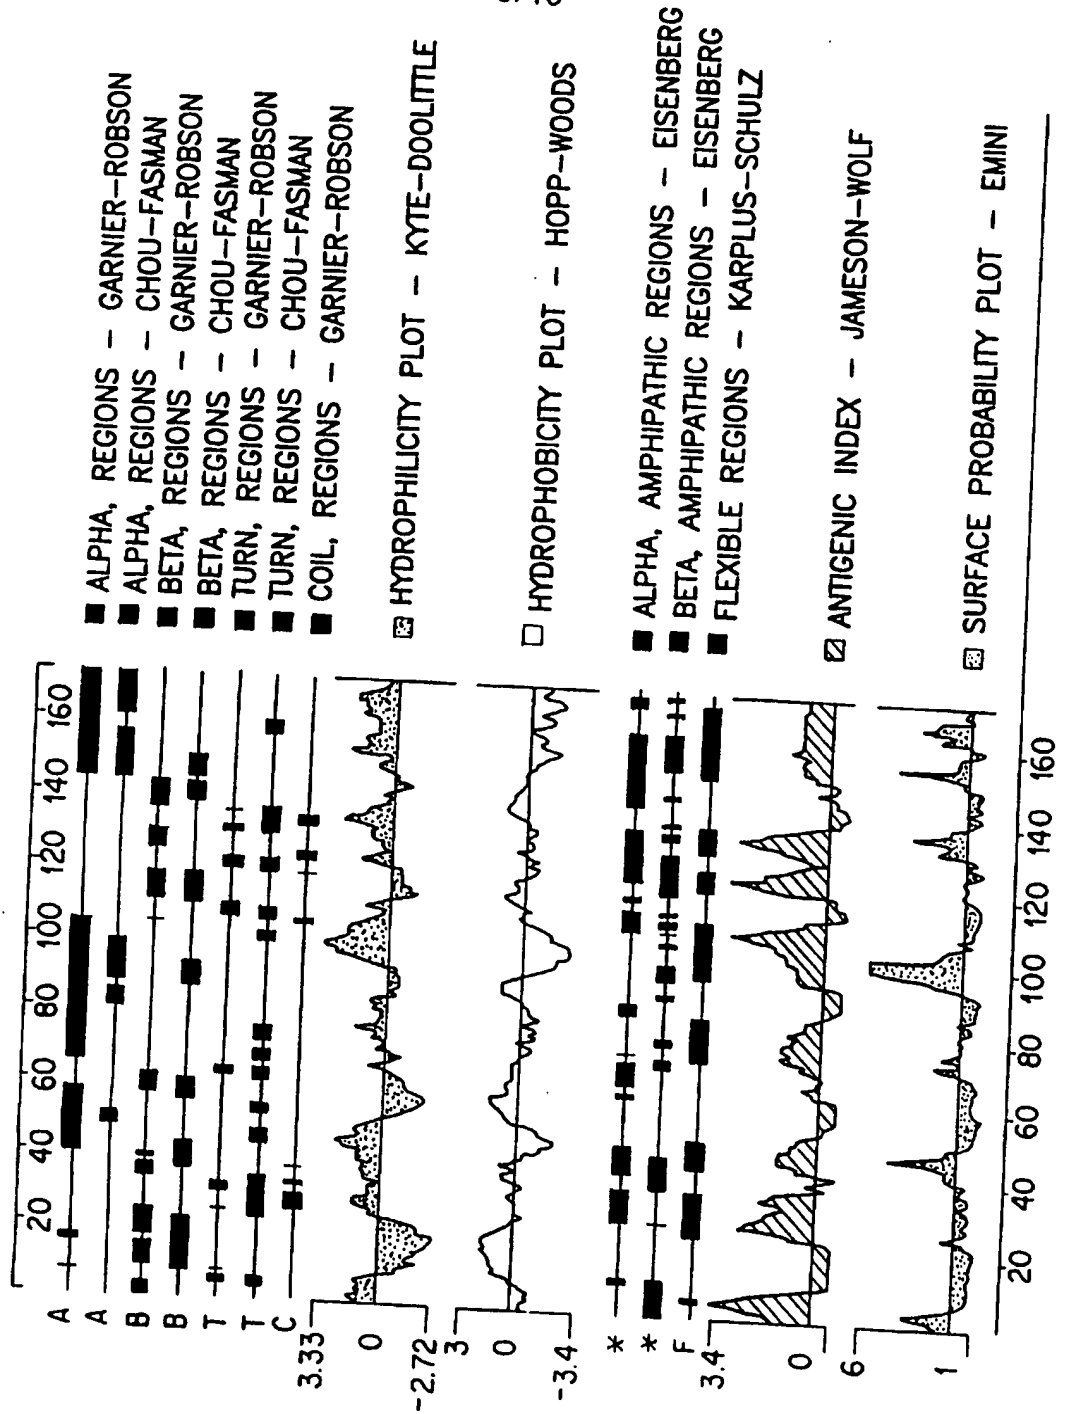 20 40 60 80 100 120 140 160
A ALPHA, REGIONS – GARNIER–ROBSON
A ALPHA, REGIONS – CHOU–FASMAN
B BETA, REGIONS – GARNIER–ROBSON
B BETA, REGIONS – CHOU–FASMAN
T TURN, REGIONS – GARNIER–ROBSON
T TURN, REGIONS – CHOU–FASMAN
C COIL, REGIONS – GARNIER–ROBSON
3.33
0 HYDROPHILICITY PLOT – KYTE–DOOLITTLE
-2.72
3
0 HYDROPHOBICITY PLOT – HOPP–WOODS
-3.4
* ALPHA, AMPHIPATHIC REGIONS – EISENBERG
* BETA, AMPHIPATHIC REGIONS – EISENBERG
F FLEXIBLE REGIONS – KARPLUS–SCHULZ
3.4
0 ANTIGENIC INDEX – JAMESON–WOLF
6
1 SURFACE PROBABILITY PLOT – EMINI
20 40 60 80 100 120 140 160